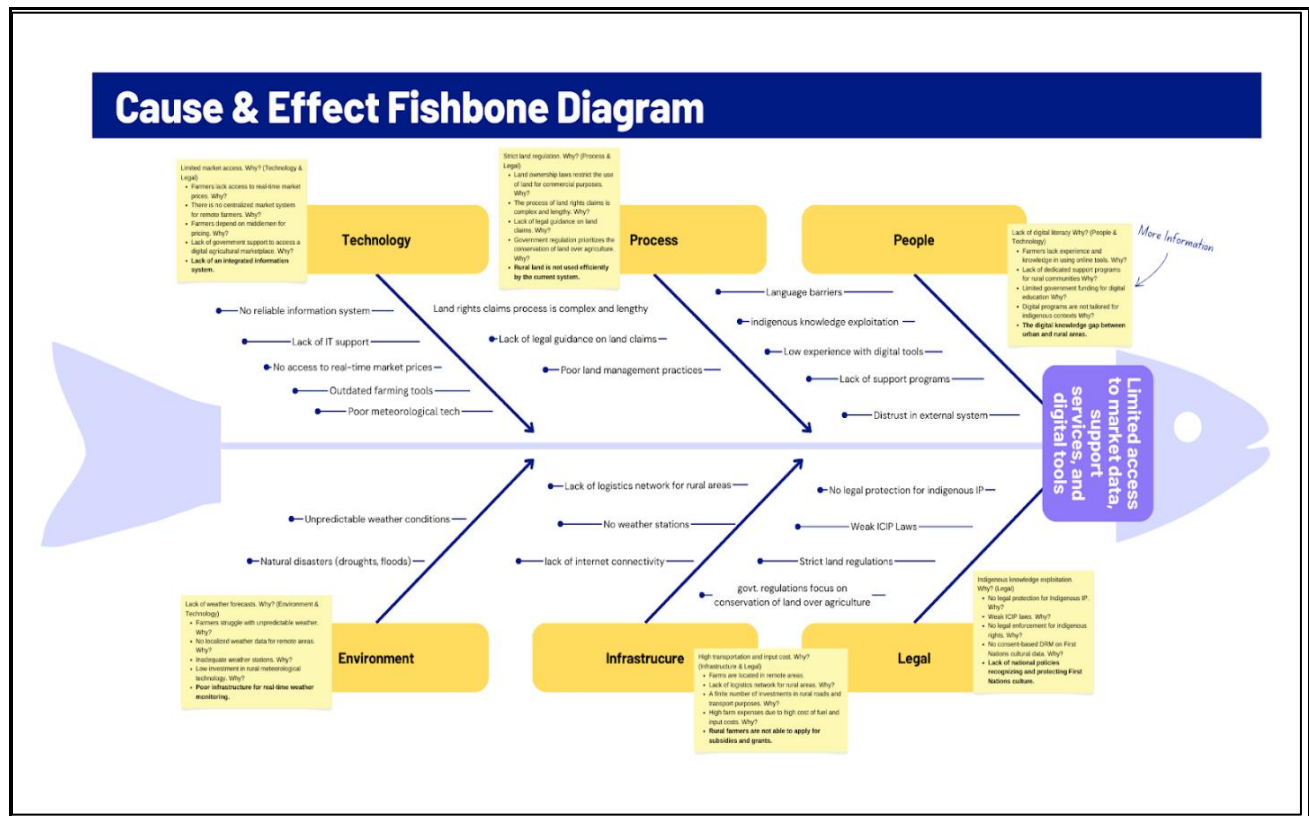 Cause & Effect Fishbone Diagram
Limited market access. Why? (Technology &
Legal)
• Farmers lack access to real-time market
prices. Why?
• There is no centralized market system
for remote farmers. Why?
• Farmers depend on middlemen for
pricing. Why?
• Lack of government support to access a
digital agricultural marketplace. Why?
• Lack of an integrated information
system.
Technology
Strict land regulation. Why? (Process &
Legal)
• Land ownership laws restrict the use
of land for commercial purposes.
Why?
• The process of land rights claims is
complex and lengthy. Why?
• Lack of legal guidance on land
claims. Why?
• Government regulation prioritizes the
conservation of land over agriculture.
Why?
• Rural land is not used efficiently
by the current system.
Process
People
Lack of digital literacy Why? (People &
Technology)
• Farmers lack experience and
knowledge in using online tools. Why?
• Lack of dedicated support programs
for rural communities Why?
• Limited government funding for digital
education Why?
• Digital programs are not tailored for
indigenous contexts Why?
• The digital knowledge gap between
urban and rural areas.
More Information
No reliable information system
Lack of IT support
No access to real-time market prices
Outdated farming tools
Poor meteorological tech
Land rights claims process is complex and lengthy
Lack of legal guidance on land claims
Poor land management practices
Language barriers
indigenous knowledge exploitation
Low experience with digital tools
Lack of support programs
Distrust in external system
Limited access
to market data,
support
services, and
digital tools
Unpredictable weather conditions
Natural disasters (droughts, floods)
Lack of logistics network for rural areas
No weather stations
lack of internet connectivity
No legal protection for indigenous IP
Weak ICIP Laws
Strict land regulations
govt. regulations focus on
conservation of land over agriculture
Lack of weather forecasts. Why? (Environment &
Technology)
• Farmers struggle with unpredictable weather.
Why?
• No localized weather data for remote areas.
Why?
• Inadequate weather stations. Why?
• Low investment in rural meteorological
technology. Why?
• Poor infrastructure for real-time weather
monitoring.
Environment
Infrastrucure
High transportation and input cost. Why?
(Infrastructure & Legal)
• Farms are located in remote areas
• Lack of logistics network for rural areas. Why?
• A finite number of investments in rural roads and
transport purposes. Why?
• High farm expenses due to high cost of fuel and
input costs. Why?
• Rural farmers are not able to apply for
subsidies and grants.
Legal
Indigenous knowledge exploitation.
Why? (Legal)
• No legal protection for Indigenous IP.
Why?
• Weak ICIP laws. Why?
• No legal enforcement for indigenous
rights. Why?
• No consent-based DRM on First
Nations cultural data. Why?
• Lack of national policies
recognizing and protecting First
Nations culture.